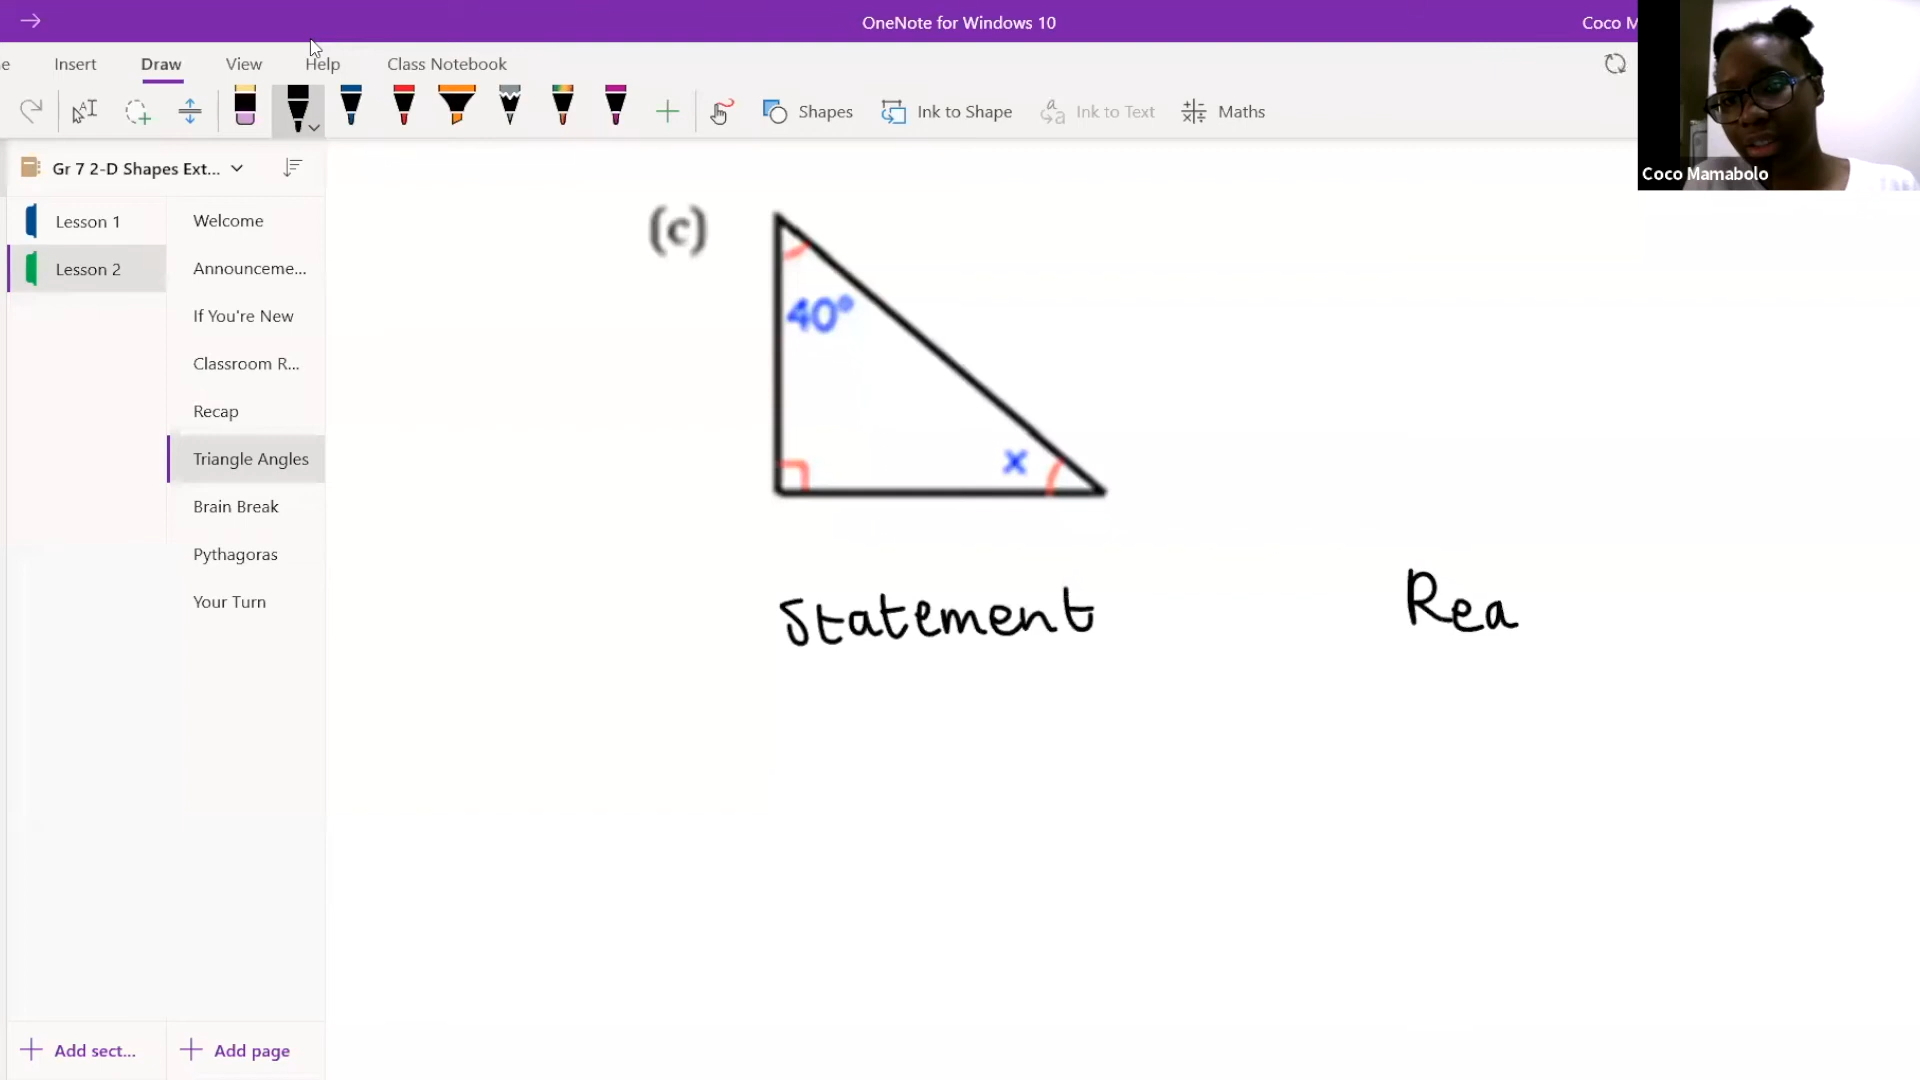 OneNote for Windows 10
Coco M
e
Insert
Draw
View
Help
Class Notebook
Shapes
Ink to Shape
Ink to Text
Maths
Coco Mamabolo
Gr 7 2-D Shapes Ext...
Lesson 1
Lesson 2
Welcome
Announceme...
If You're New
Classroom R...
Recap
Triangle Angles
Brain Break
Pythagoras
Your Turn
(c)
40°
x
Statement
Rea
Add sect...
Add page